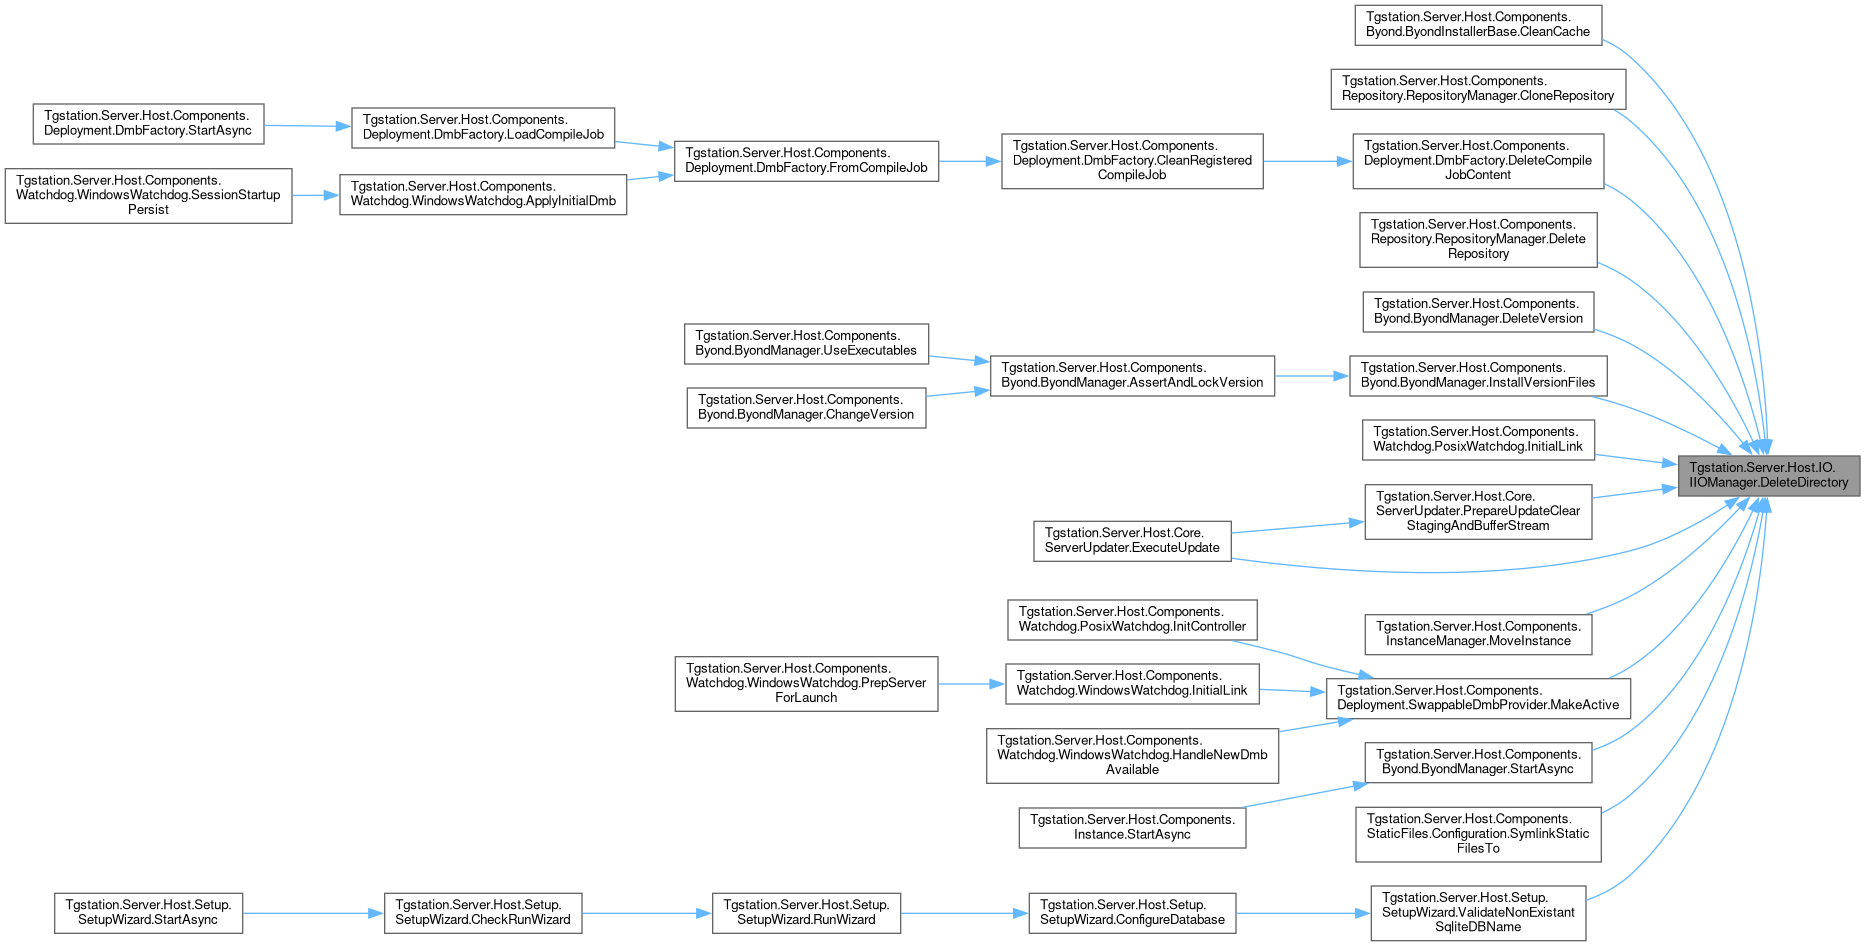 Tgstation.Server.Host.Components.
Byond.ByondInstallerBase.CleanCache
Tgstation.Server.Host.Components.
Repository.RepositoryManager.CloneRepository
Tgstation.Server.Host.Components.
Deployment.DmbFactory.StartAsync
Tgstation.Server.Host.Components.
Deployment.DmbFactory.LoadCompileJob
Tgstation.Server.Host.Components.
Deployment.DmbFactory.FromCompileJob
Tgstation.Server.Host.Components.
Deployment.DmbFactory.CleanRegistered
CompileJob
Tgstation.Server.Host.Components.
Deployment.DmbFactory.DeleteCompile
JobContent
Tgstation.Server.Host.Components.
Watchdog.WindowsWatchdog.SessionStartup
Persist
Tgstation.Server.Host.Components.
Watchdog.WindowsWatchdog.ApplyInitialDmb
Tgstation.Server.Host.Components.
Repository.RepositoryManager.Delete
Repository
Tgstation.Server.Host.Components.
Byond.ByondManager.DeleteVersion
Tgstation.Server.Host.Components.
Byond.ByondManager.UseExecutables
Tgstation.Server.Host.Components.
Byond.ByondManager.ChangeVersion
Tgstation.Server.Host.Components.
Byond.ByondManager.AssertAndLockVersion
Tgstation.Server.Host.Components.
Byond.ByondManager.InstallVersionFiles
Tgstation.Server.Host.Components.
Watchdog.PosixWatchdog.InitialLink
Tgstation.Server.Host.IO.
IIOManager.DeleteDirectory
Tgstation.Server.Host.Core.
ServerUpdater.PrepareUpdateClear
StagingAndBufferStream
Tgstation.Server.Host.Core.
ServerUpdater.ExecuteUpdate
Tgstation.Server.Host.Components.
InstanceManager.MoveInstance
Tgstation.Server.Host.Components.
Watchdog.PosixWatchdog.InitController
Tgstation.Server.Host.Components.
Watchdog.WindowsWatchdog.PrepServer
ForLaunch
Tgstation.Server.Host.Components.
Watchdog.WindowsWatchdog.InitialLink
Tgstation.Server.Host.Components.
Deployment.SwappableDmbProvider.MakeActive
Tgstation.Server.Host.Components.
Watchdog.WindowsWatchdog.HandleNewDmb
Available
Tgstation.Server.Host.Components.
Byond.ByondManager.StartAsync
Tgstation.Server.Host.Components.
Instance.StartAsync
Tgstation.Server.Host.Components.
StaticFiles.Configuration.SymlinkStatic
FilesTo
Tgstation.Server.Host.Setup.
SetupWizard.StartAsync
Tgstation.Server.Host.Setup.
SetupWizard.CheckRunWizard
Tgstation.Server.Host.Setup.
SetupWizard.RunWizard
Tgstation.Server.Host.Setup.
SetupWizard.ConfigureDatabase
Tgstation.Server.Host.Setup.
SetupWizard.ValidateNonExistant
SqliteDBName